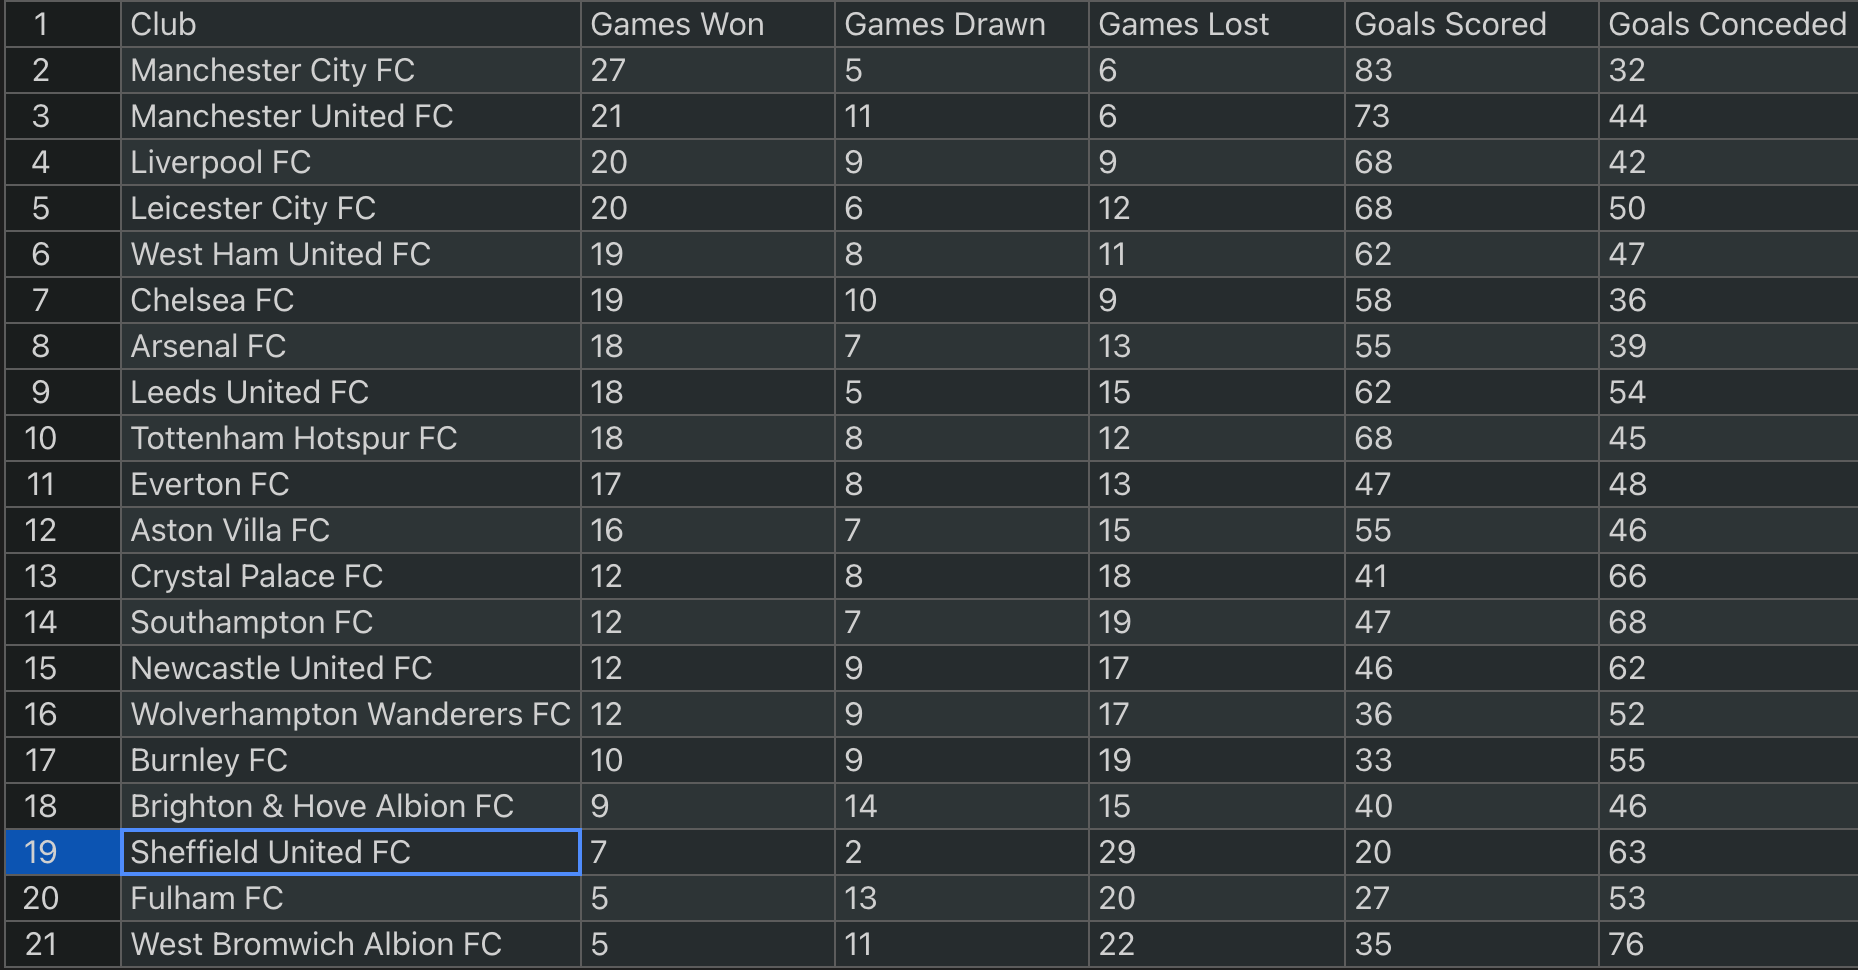 1 Club Games Won Games Drawn Games Lost Goals Scored Goals Conceded
2 Manchester City FC 27 5 6 83 32
3 Manchester United FC 21 11 6 73 44
4 Liverpool FC 20 9 9 68 42
5 Leicester City FC 20 6 12 68 50
6 West Ham United FC 19 8 11 62 47
7 Chelsea FC 19 10 9 58 36
8 Arsenal FC 18 7 13 55 39
9 Leeds United FC 18 5 15 62 54
10 Tottenham Hotspur FC 18 8 12 68 45
11 Everton FC 17 8 13 47 48
12 Aston Villa FC 16 7 15 55 46
13 Crystal Palace FC 12 8 18 41 66
14 Southampton FC 12 7 19 47 68
15 Newcastle United FC 12 9 17 46 62
16 Wolverhampton Wanderers FC 12 9 17 36 52
17 Burnley FC 10 9 19 33 55
18 Brighton & Hove Albion FC 9 14 15 40 46
19 Sheffield United FC 7 2 29 20 63
20 Fulham FC 5 13 20 27 53
21 West Bromwich Albion FC 5 11 22 35 76